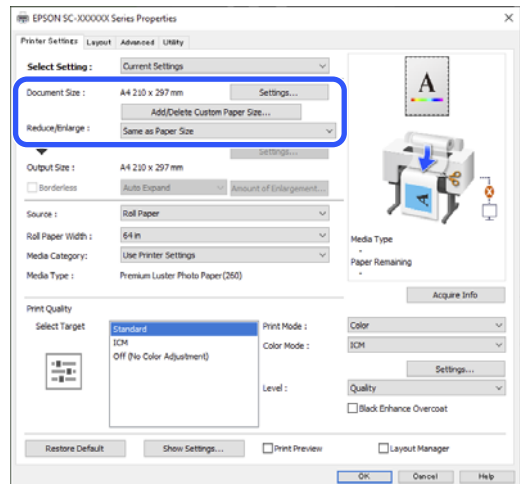 EPSON SC-XXXXXX Series Properties
Printer Settings Layout Advanced Utility
Select Setting : Current Settings
Document Size : A4 210 x 297 mm Settings...
Add/Delete Custom Paper Size...
Reduce/Enlarge : Same as Paper Size
Settings...
Output Size : A4 210 x 297 mm
Borderless Auto Expand Amount of Enlargement...
Source : Roll Paper
Roll Paper Width : 64 in
Media Category: Use Printer Settings
Media Type : Premium Luster Photo Paper(260)
A
A
Media Type
-
Paper Remaining
-
Acquire Info
Print Quality
Select Target
Standard
ICM
Off (No Color Adjustment)
Print Mode : Color
Color Mode : ICM
Settings...
Level : Quality
Black Enhance Overcoat
Restore Default Show Settings... Print Preview Layout Manager
OK Cancel Help